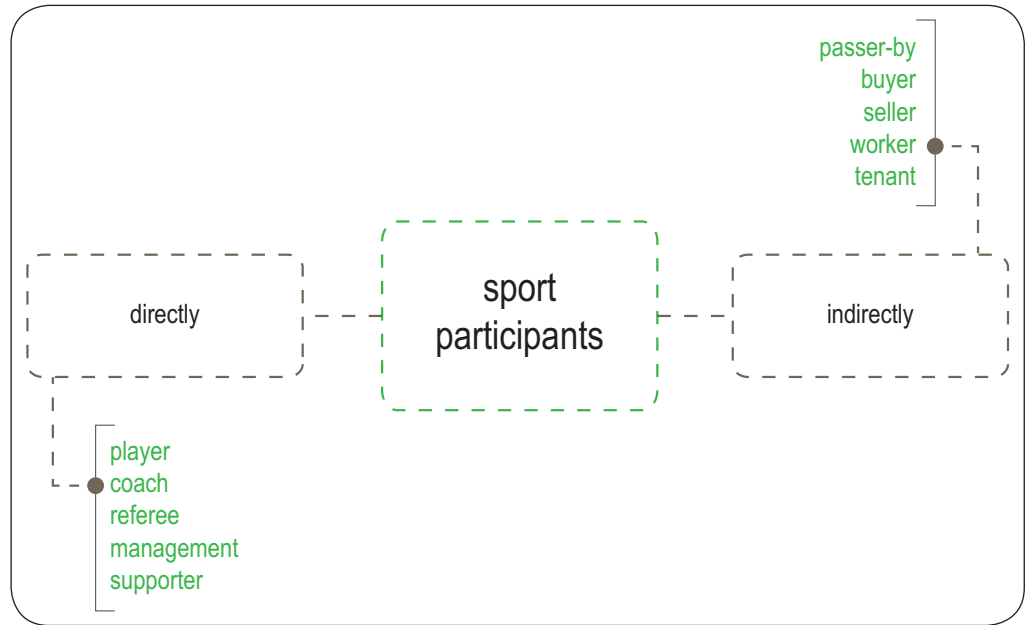 passer-by
buyer
seller
worker
tenant
directly
sport
participants
indirectly
player
coach
referee
management
supporter